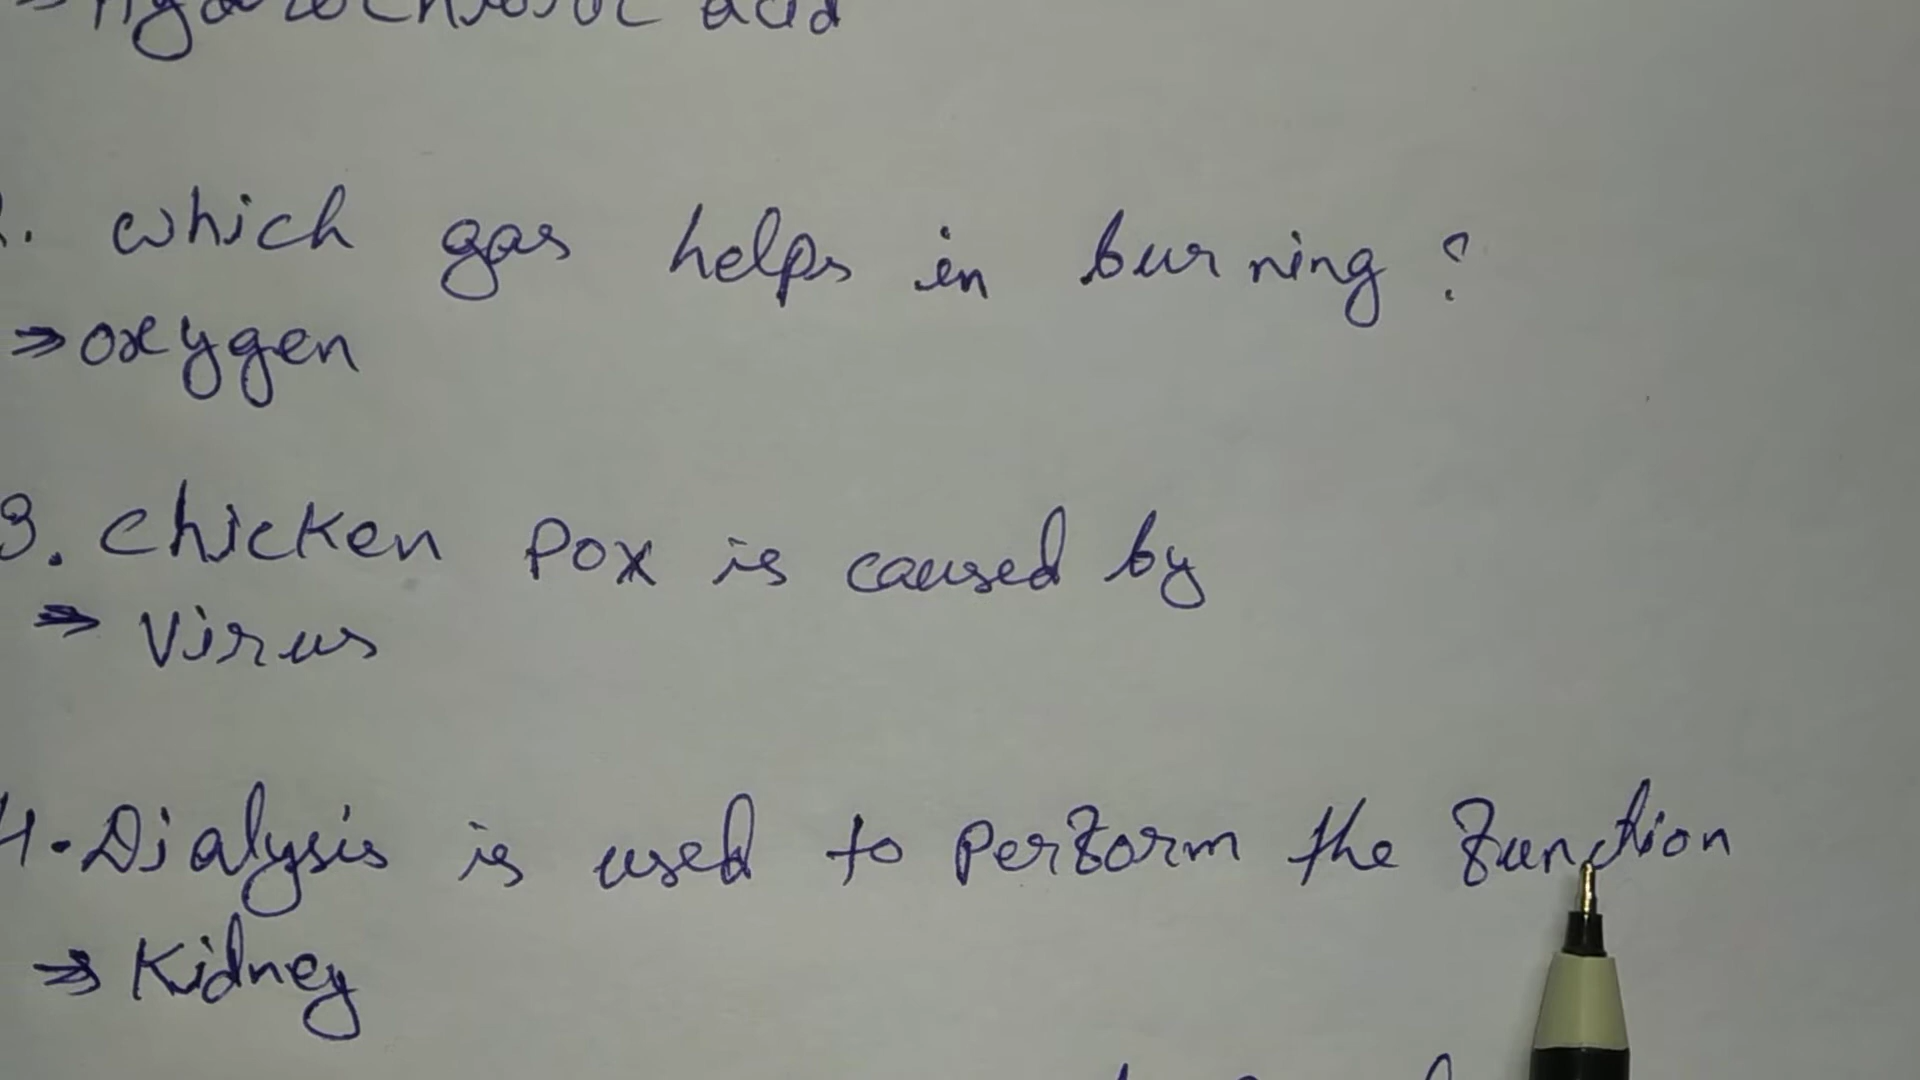 acid
. which gas helps in burning ?
⇒ oxygen
3. chicken Pox is caused by
⇒ Virus
4. Dialysis is used to Perform the function
⇒ Kidney